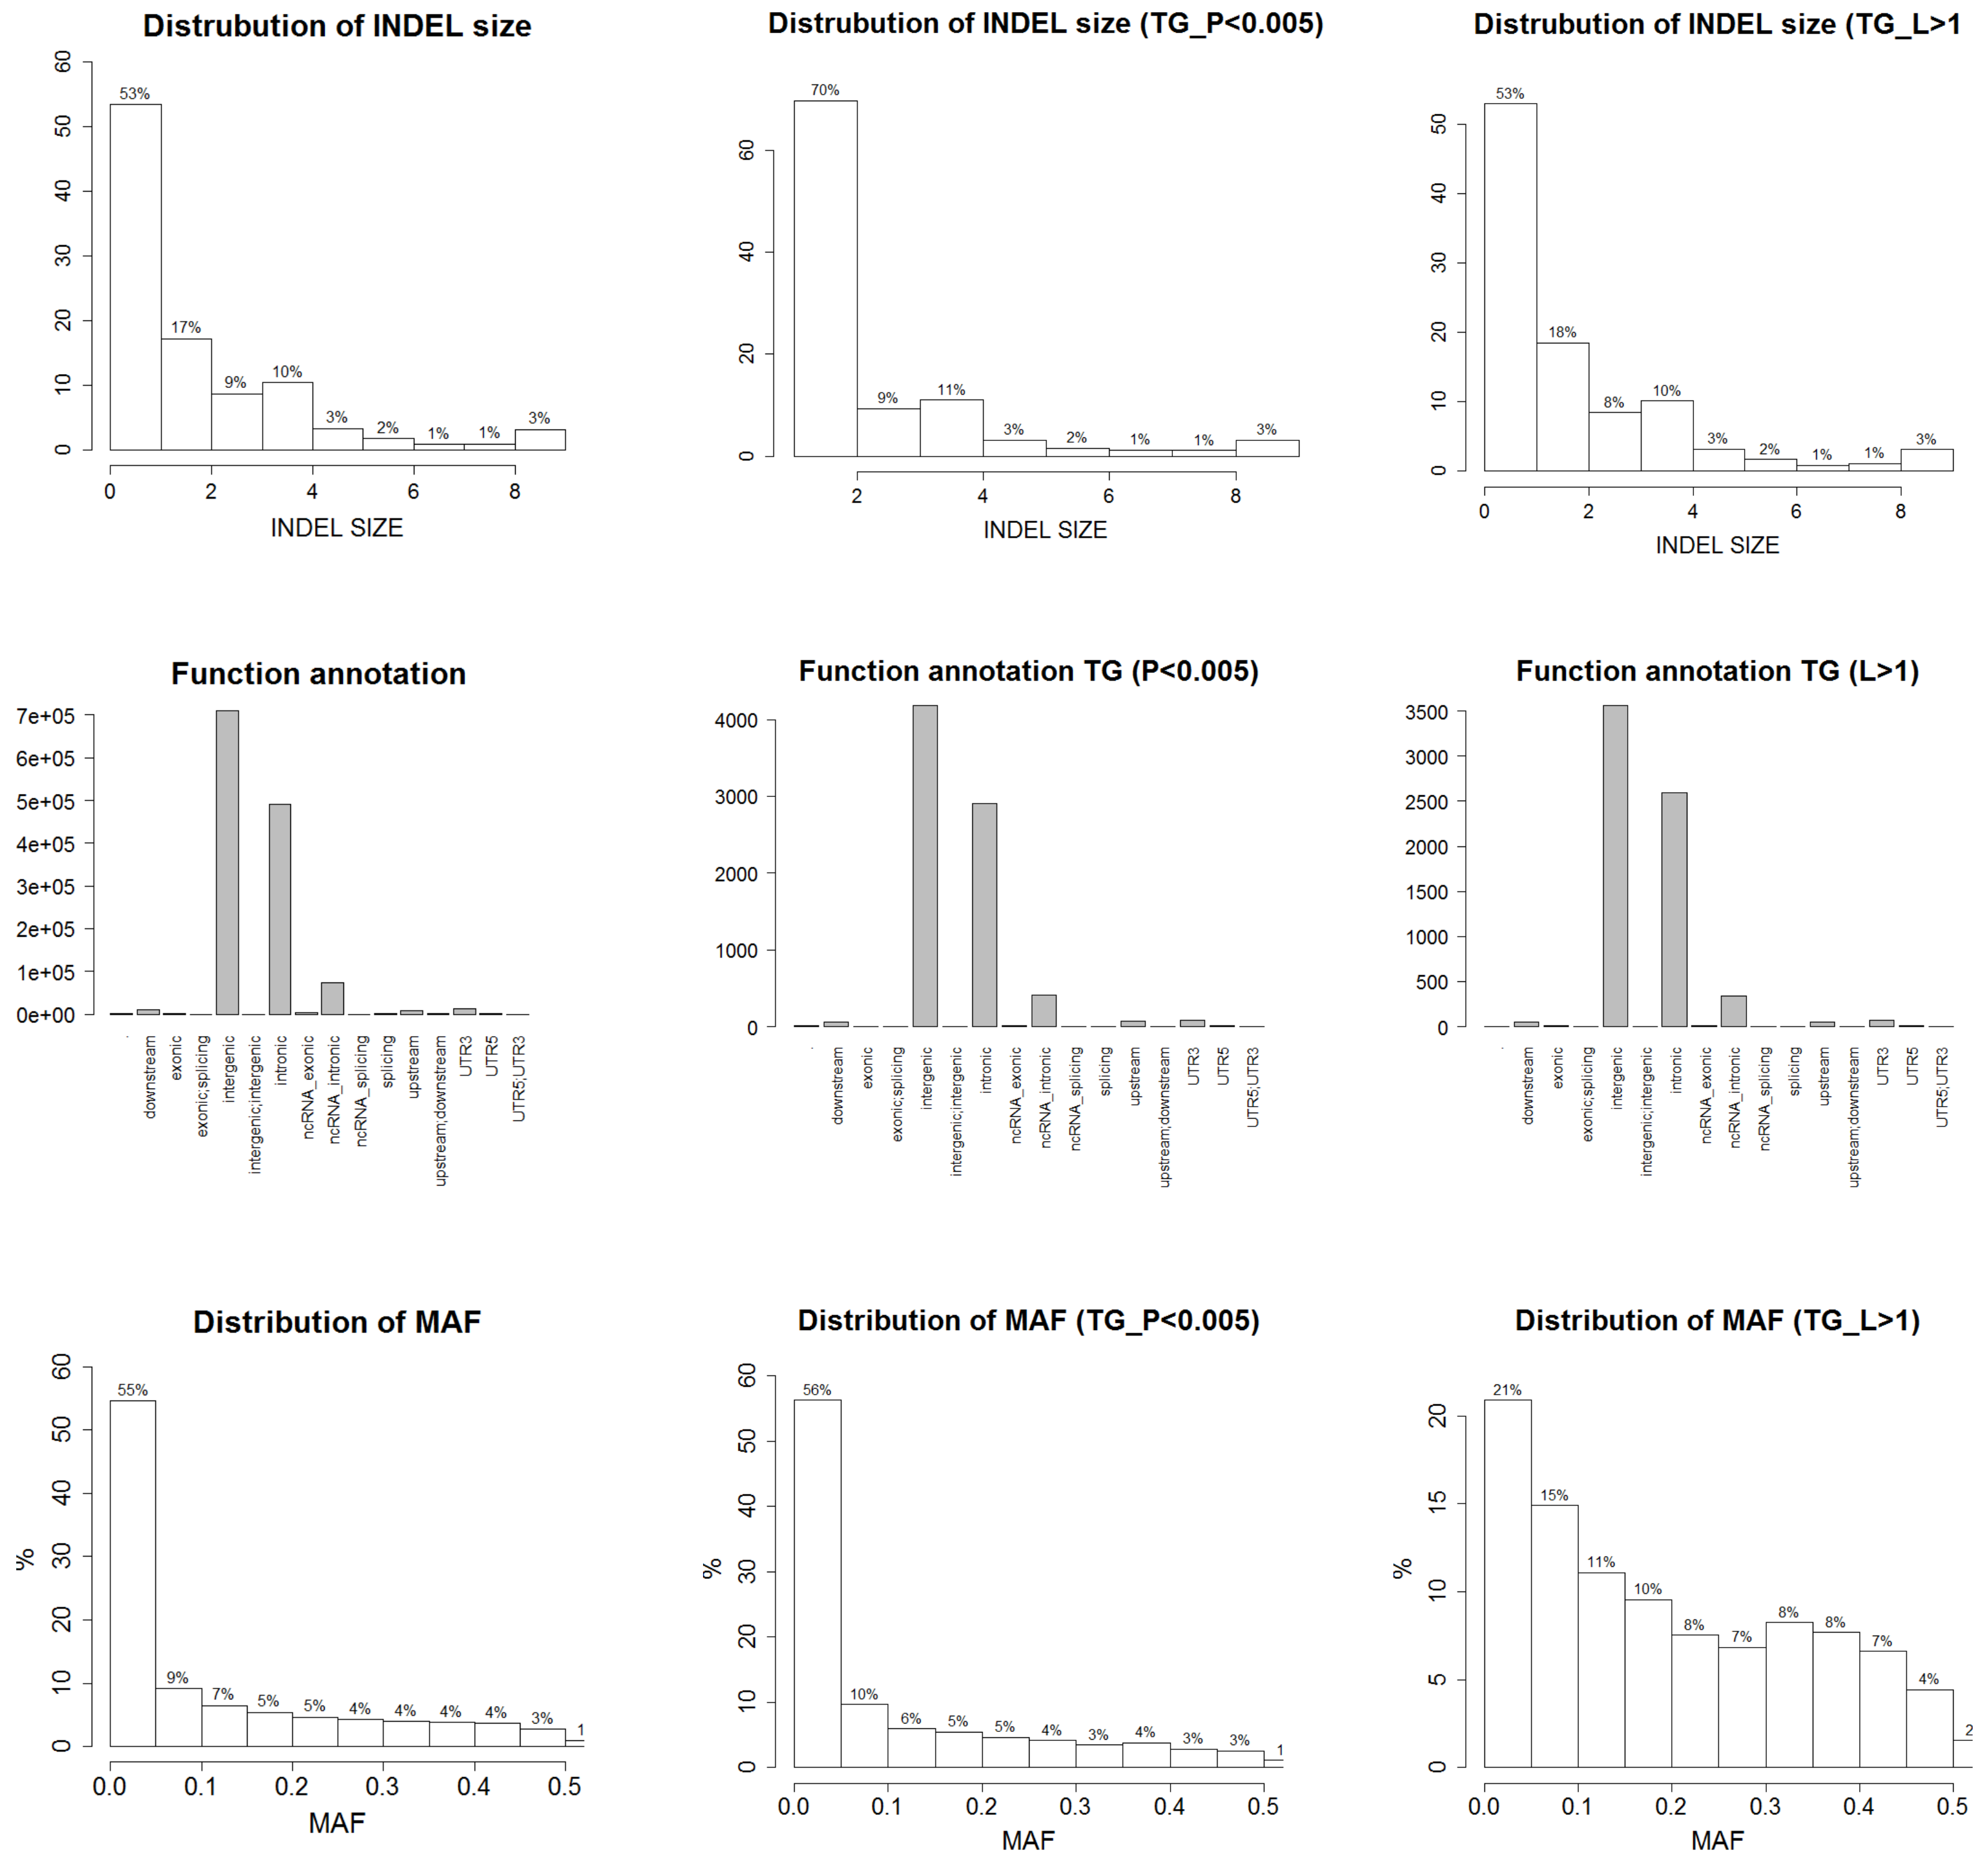 Distrubution of INDEL size
60
50
40
30
20
10
0
53%
17%
9%
10%
3%
2%
1%
1%
3%
0 2 4 6 8
INDEL SIZE
Distrubution of INDEL size (TG_P<0.005)
60
40
20
0
70%
9%
11%
3%
2%
1%
1%
3%
2 4 6 8
INDEL SIZE
Distrubution of INDEL size (TG_L>1
50
40
30
20
10
0
53%
18%
8%
10%
3%
2%
1%
1%
3%
0 2 4 6 8
INDEL SIZE
Function annotation
7e+05
6e+05
5e+05
4e+05
3e+05
2e+05
1e+05
0e+00
.
downstream
exonic
exonic;splicing
intergenic
intergenic;intergenic
intronic
ncRNA_exonic
ncRNA_intronic
ncRNA_splicing
splicing
upstream
upstream;downstream
UTR3
UTR5
UTR5;UTR3
Function annotation TG (P<0.005)
4000
3000
2000
1000
0
.
downstream
exonic
exonic;splicing
intergenic
intergenic;intergenic
intronic
ncRNA_exonic
ncRNA_intronic
ncRNA_splicing
splicing
upstream
upstream;downstream
UTR3
UTR5
UTR5;UTR3
Function annotation TG (L>1)
3500
3000
2500
2000
1500
1000
500
0
.
downstream
exonic
exonic;splicing
intergenic
intergenic;intergenic
intronic
ncRNA_exonic
ncRNA_intronic
ncRNA_splicing
splicing
upstream
upstream;downstream
UTR3
UTR5
UTR5;UTR3
Distribution of MAF
%
60
50
40
30
20
10
0
55%
9%
7%
5%
5%
4%
4%
4%
4%
3%
1
0.0 0.1 0.2 0.3 0.4 0.5
MAF
Distribution of MAF (TG_P<0.005)
%
60
50
40
30
20
10
0
56%
10%
6%
5%
5%
4%
3%
4%
3%
3%
1
0.0 0.1 0.2 0.3 0.4 0.5
MAF
Distribution of MAF (TG_L>1)
%
20
15
10
5
0
21%
15%
11%
10%
8%
7%
8%
8%
7%
4%
2
0.0 0.1 0.2 0.3 0.4 0.5
MAF